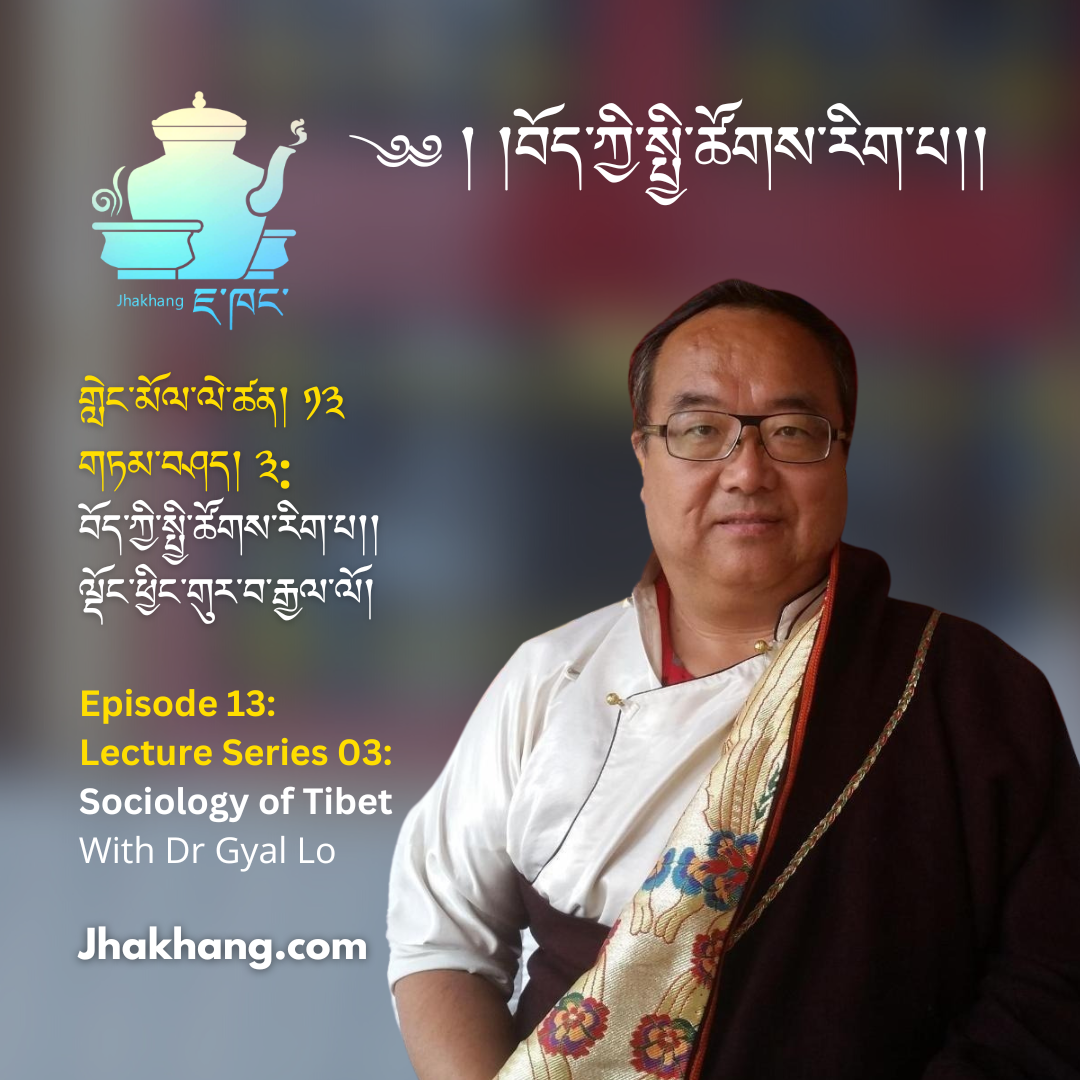 ༄༅། །བོད་ཀྱི་སྤྱི་ཚོགས་རིག་པ།།
Jhakhang ཇ་ཁང་
གླེང་མོལ་ལེ་ཚན། ༡༣
གཏམ་བཤད། ༣:
བོད་ཀྱི་སྤྱི་ཚོགས་རིག་པ།།
ལྡོང་ཕྱིང་གུར་བ་རྒྱལ་ལོ།
Episode 13:
Lecture Series 03:
Sociology of Tibet
With Dr Gyal Lo
Jhakhang.com